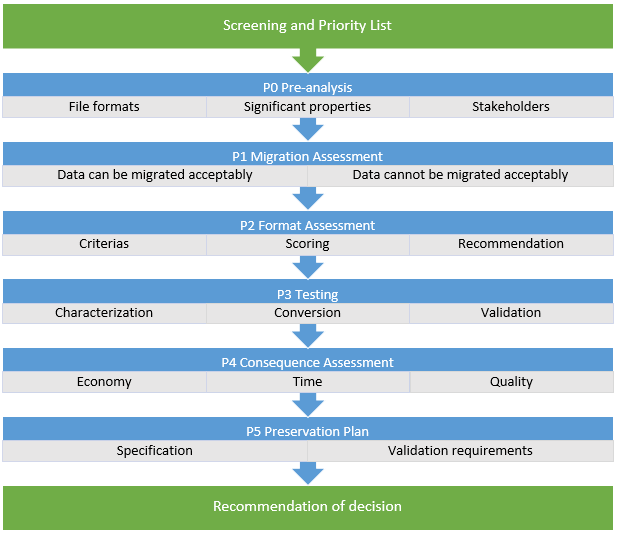 Screening and Priority List
P0 Pre-analysis
File formats Significant properties Stakeholders
P1 Migration Assessment
Data can be migrated acceptably Data cannot be migrated acceptably
P2 Format Assessment
Criterias Scoring Recommendation
P3 Testing
Characterization Conversion Validation
P4 Consequence Assessment
Economy Time Quality
P5 Preservation Plan
Specification Validation requirements
Recommendation of decision